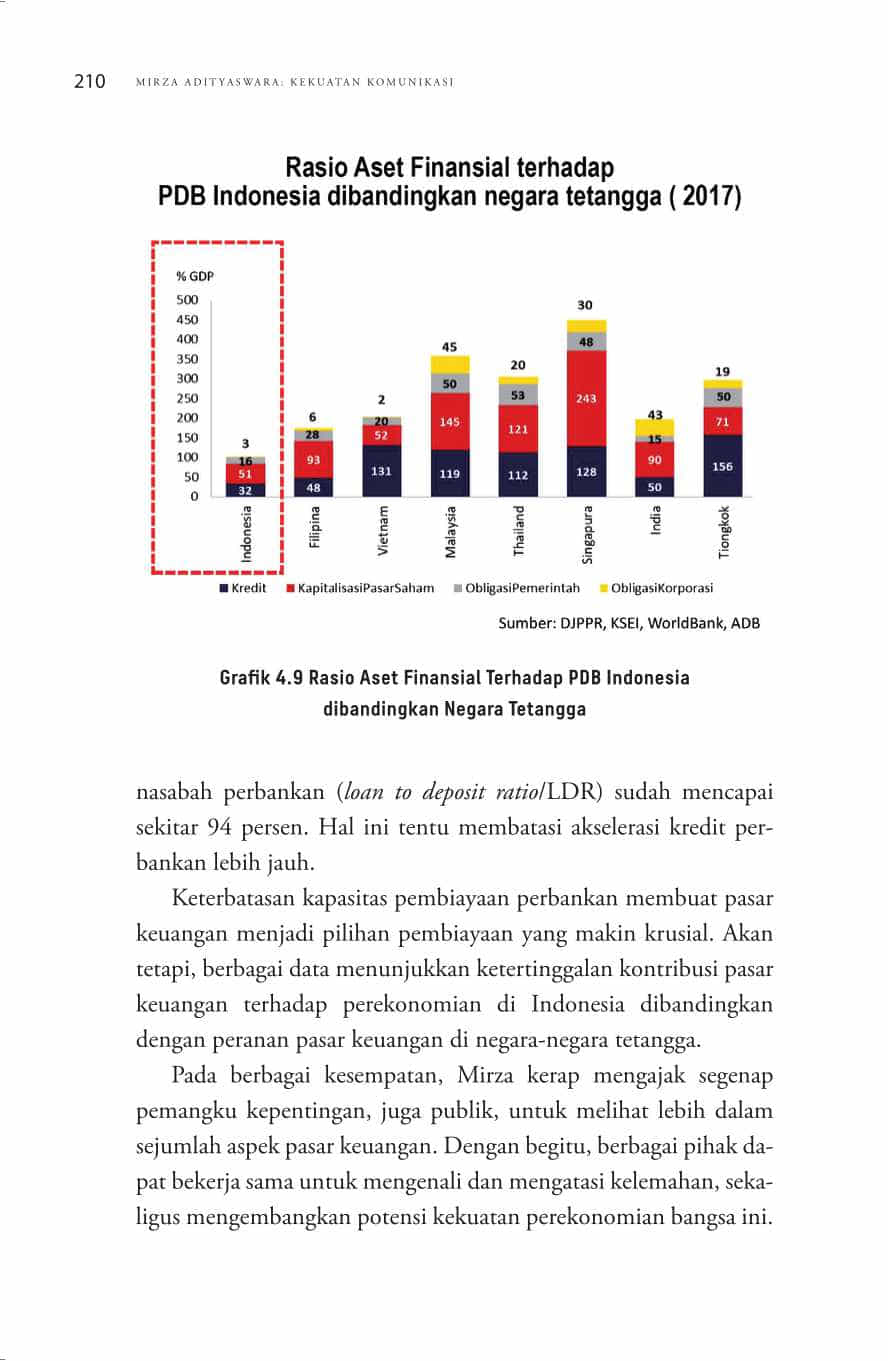 210 MIRZA ADITYASWARA: KEKUATAN KOMUNIKASI
Rasio Aset Finansial terhadap
PDB Indonesia dibandingkan negara tetangga ( 2017)
% GDP
500
450
400
350
300
250
200
150
100
50
0
3
16
51
32
6
28
93
48
2
20
52
131
45
50
145
119
20
53
121
112
30
48
243
128
43
15
90
50
19
50
71
156
Indonesia
Filipina
Vietnam
Malaysia
Thailand
Singapura
India
Tiongkok
Kredit KapitalisasiPasarSaham ObligasiPemerintah ObligasiKorporasi
Sumber: DJPPR, KSEI, WorldBank, ADB
Grafik 4.9 Rasio Aset Finansial Terhadap PDB Indonesia
dibandingkan Negara Tetangga
nasabah perbankan (loan to deposit ratio/LDR) sudah mencapai
sekitar 94 persen. Hal ini tentu membatasi akselerasi kredit per-
bankan lebih jauh.
Keterbatasan kapasitas pembiayaan perbankan membuat pasar
keuangan menjadi pilihan pembiayaan yang makin krusial. Akan
tetapi, berbagai data menunjukkan ketertinggalan kontribusi pasar
keuangan terhadap perekonomian di Indonesia dibandingkan
dengan peranan pasar keuangan di negara-negara tetangga.
Pada berbagai kesempatan, Mirza kerap mengajak segenap
pemangku kepentingan, juga publik, untuk melihat lebih dalam
sejumlah aspek pasar keuangan. Dengan begitu, berbagai pihak da-
pat bekerja sama untuk mengenali dan mengatasi kelemahan, seka-
ligus mengembangkan potensi kekuatan perekonomian bangsa ini.